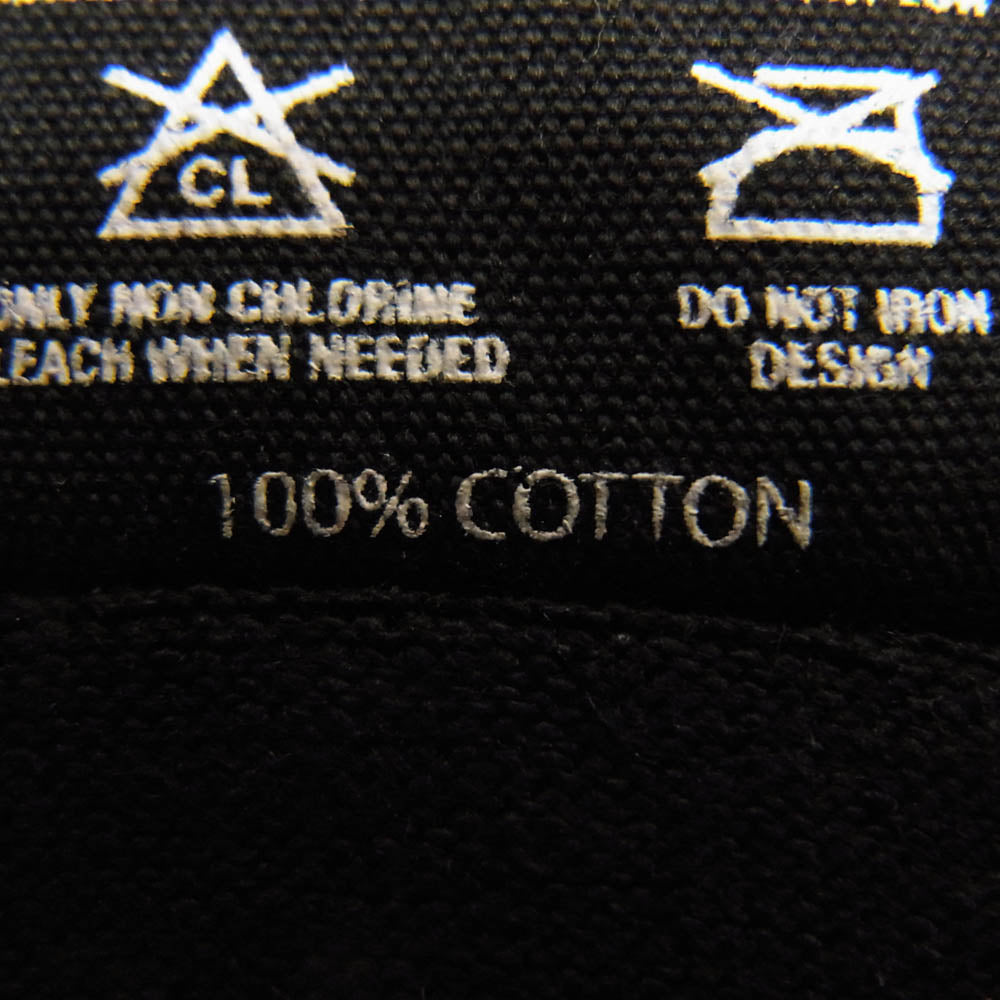 CL
NLY NON CHLORINE
LEACH WHEN NEEDED
DO NOT IRON
DESIGN
100% COTTON